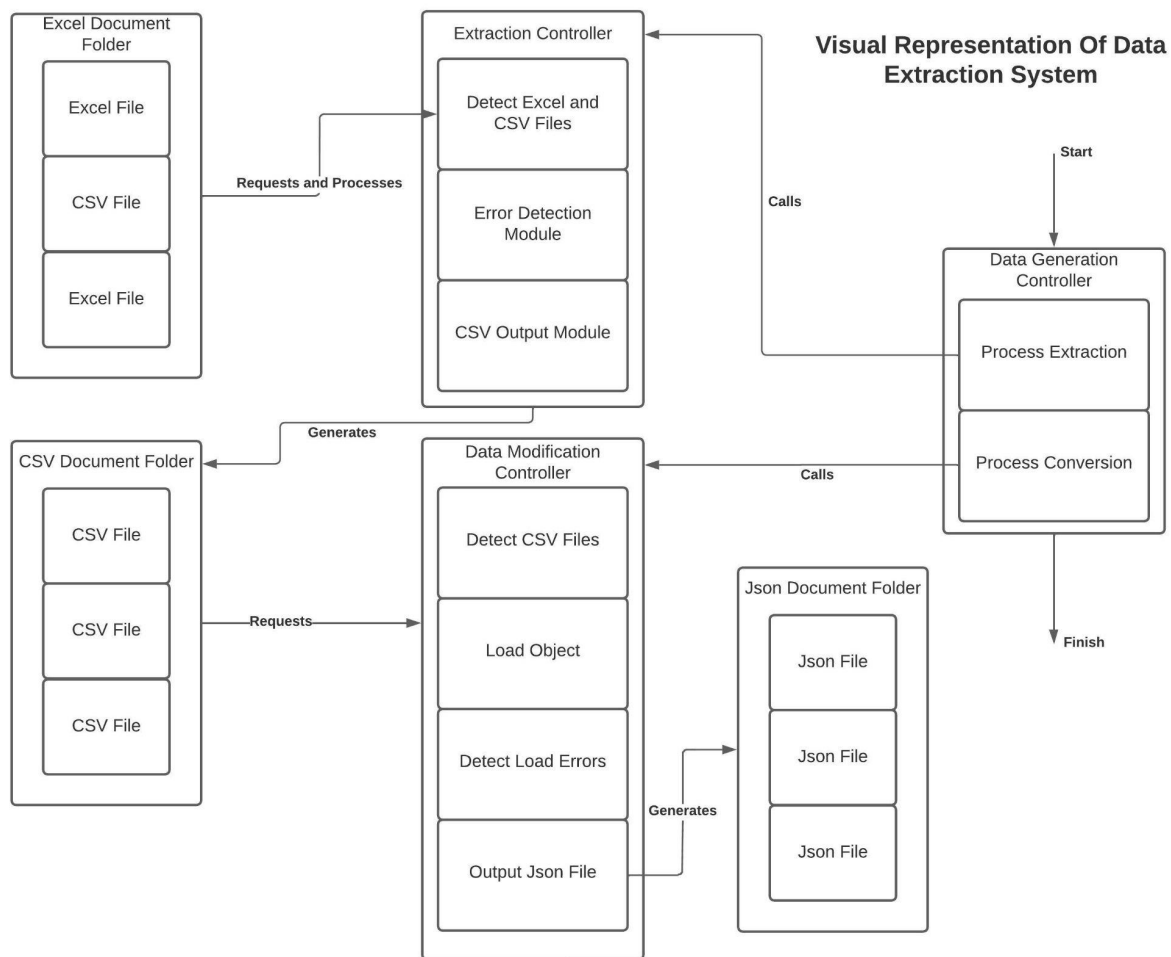 Visual Representation Of Data
Extraction System
Excel Document
Folder
Excel File
CSV File
Excel File
Requests and Processes
Extraction Controller
Detect Excel and
CSV Files
Error Detection
Module
CSV Output Module
Calls
Start
Data Generation
Controller
Process Extraction
Process Conversion
Finish
Generates
CSV Document Folder
CSV File
CSV File
CSV File
Requests
Data Modification
Controller
Detect CSV Files
Load Object
Detect Load Errors
Output Json File
Calls
Generates
Json Document Folder
Json File
Json File
Json File